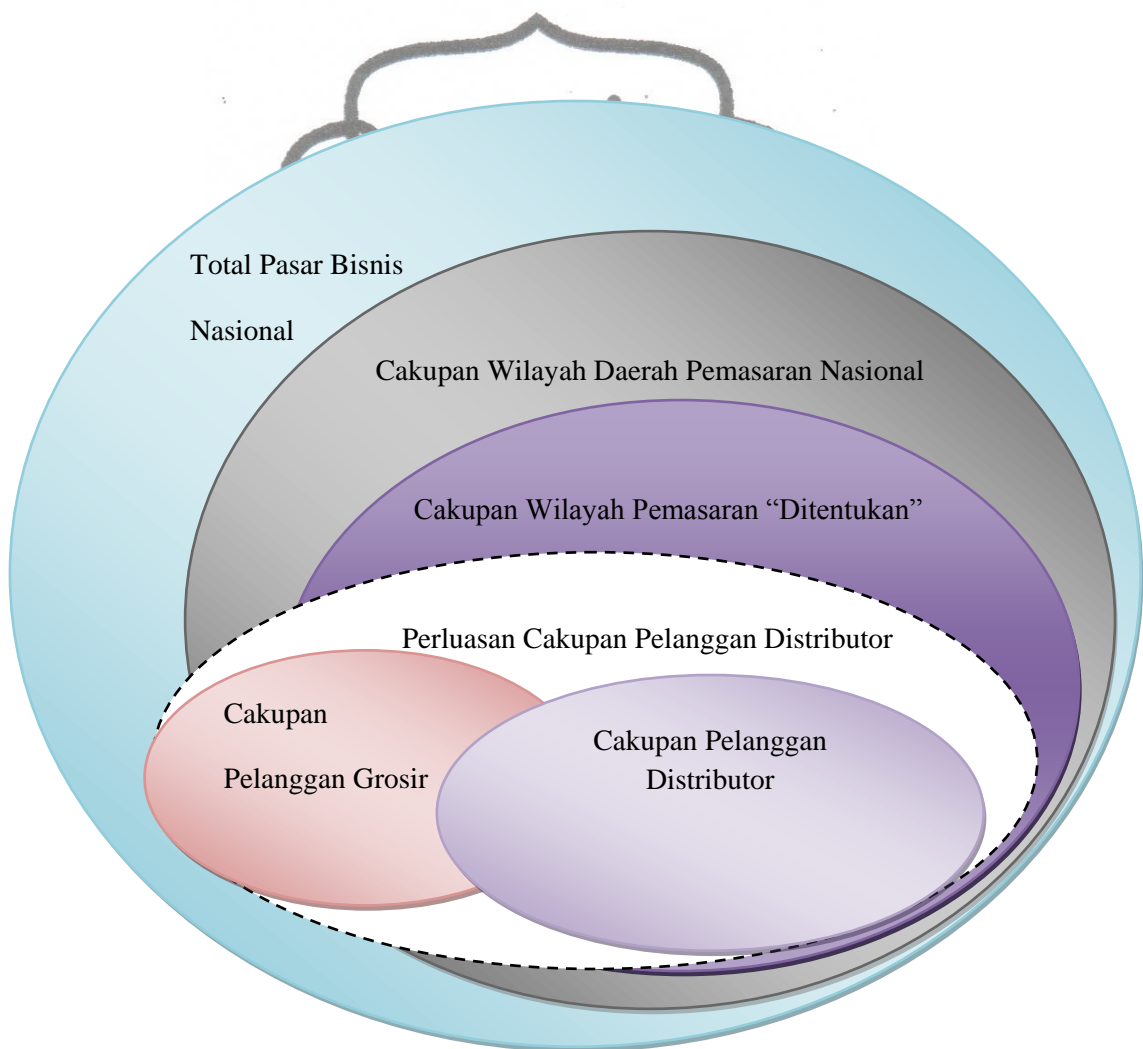 Total Pasar Bisnis
Nasional
Cakupan Wilayah Daerah Pemasaran Nasional
Cakupan Wilayah Pemasaran “Ditentukan”
Perluasan Cakupan Pelanggan Distributor
Cakupan
Pelanggan Grosir
Cakupan Pelanggan
Distributor